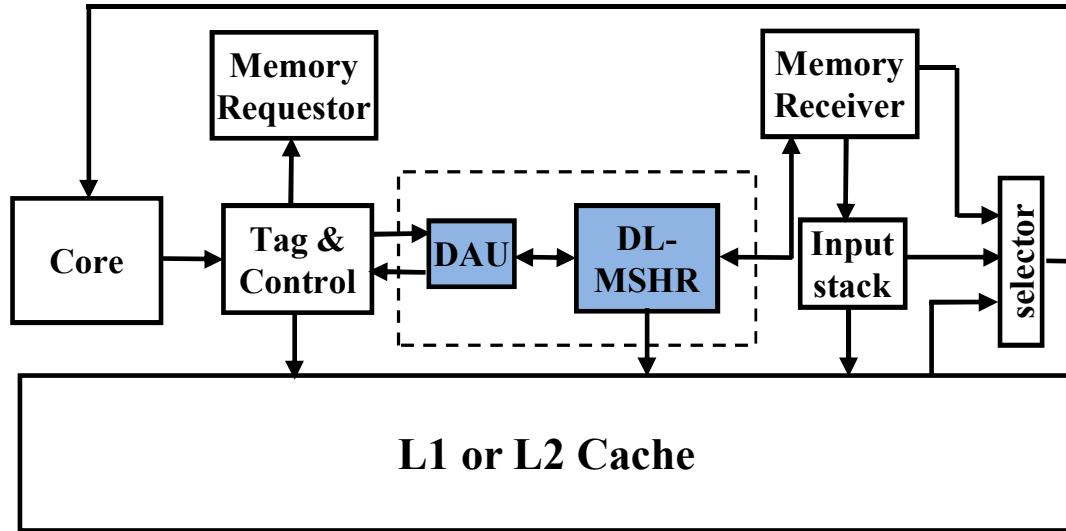 Memory
Requestor
Memory
Receiver
Core
Tag &
Control
DAU
DL-
MSHR
Input
stack
selector
L1 or L2 Cache